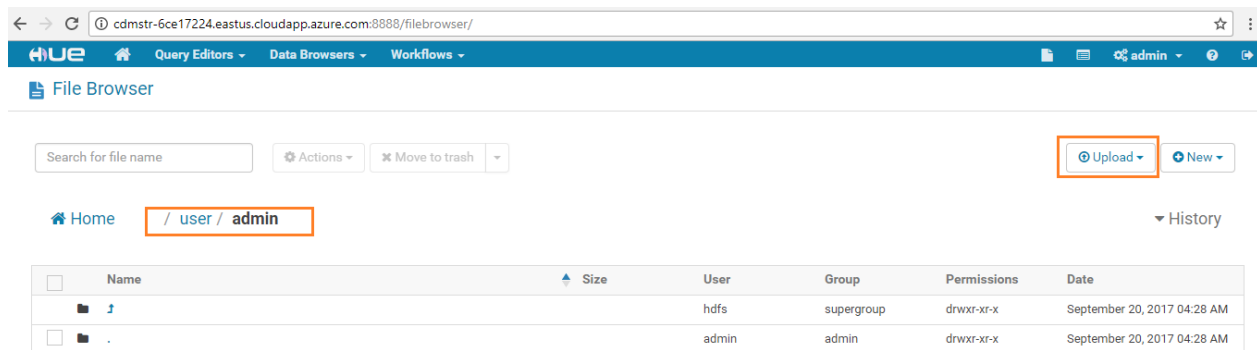 cdmstr-6ce17224.eastus.cloudapp.azure.com:8888/filebrowser/
HUE Query Editors Data Browsers Workflows admin
File Browser
Search for file name Actions Move to trash Upload New
Home / user / admin History
Name Size User Group Permissions Date
hdfs supergroup drwxr-xr-x September 20, 2017 04:28 AM
. admin admin drwxr-xr-x September 20, 2017 04:28 AM